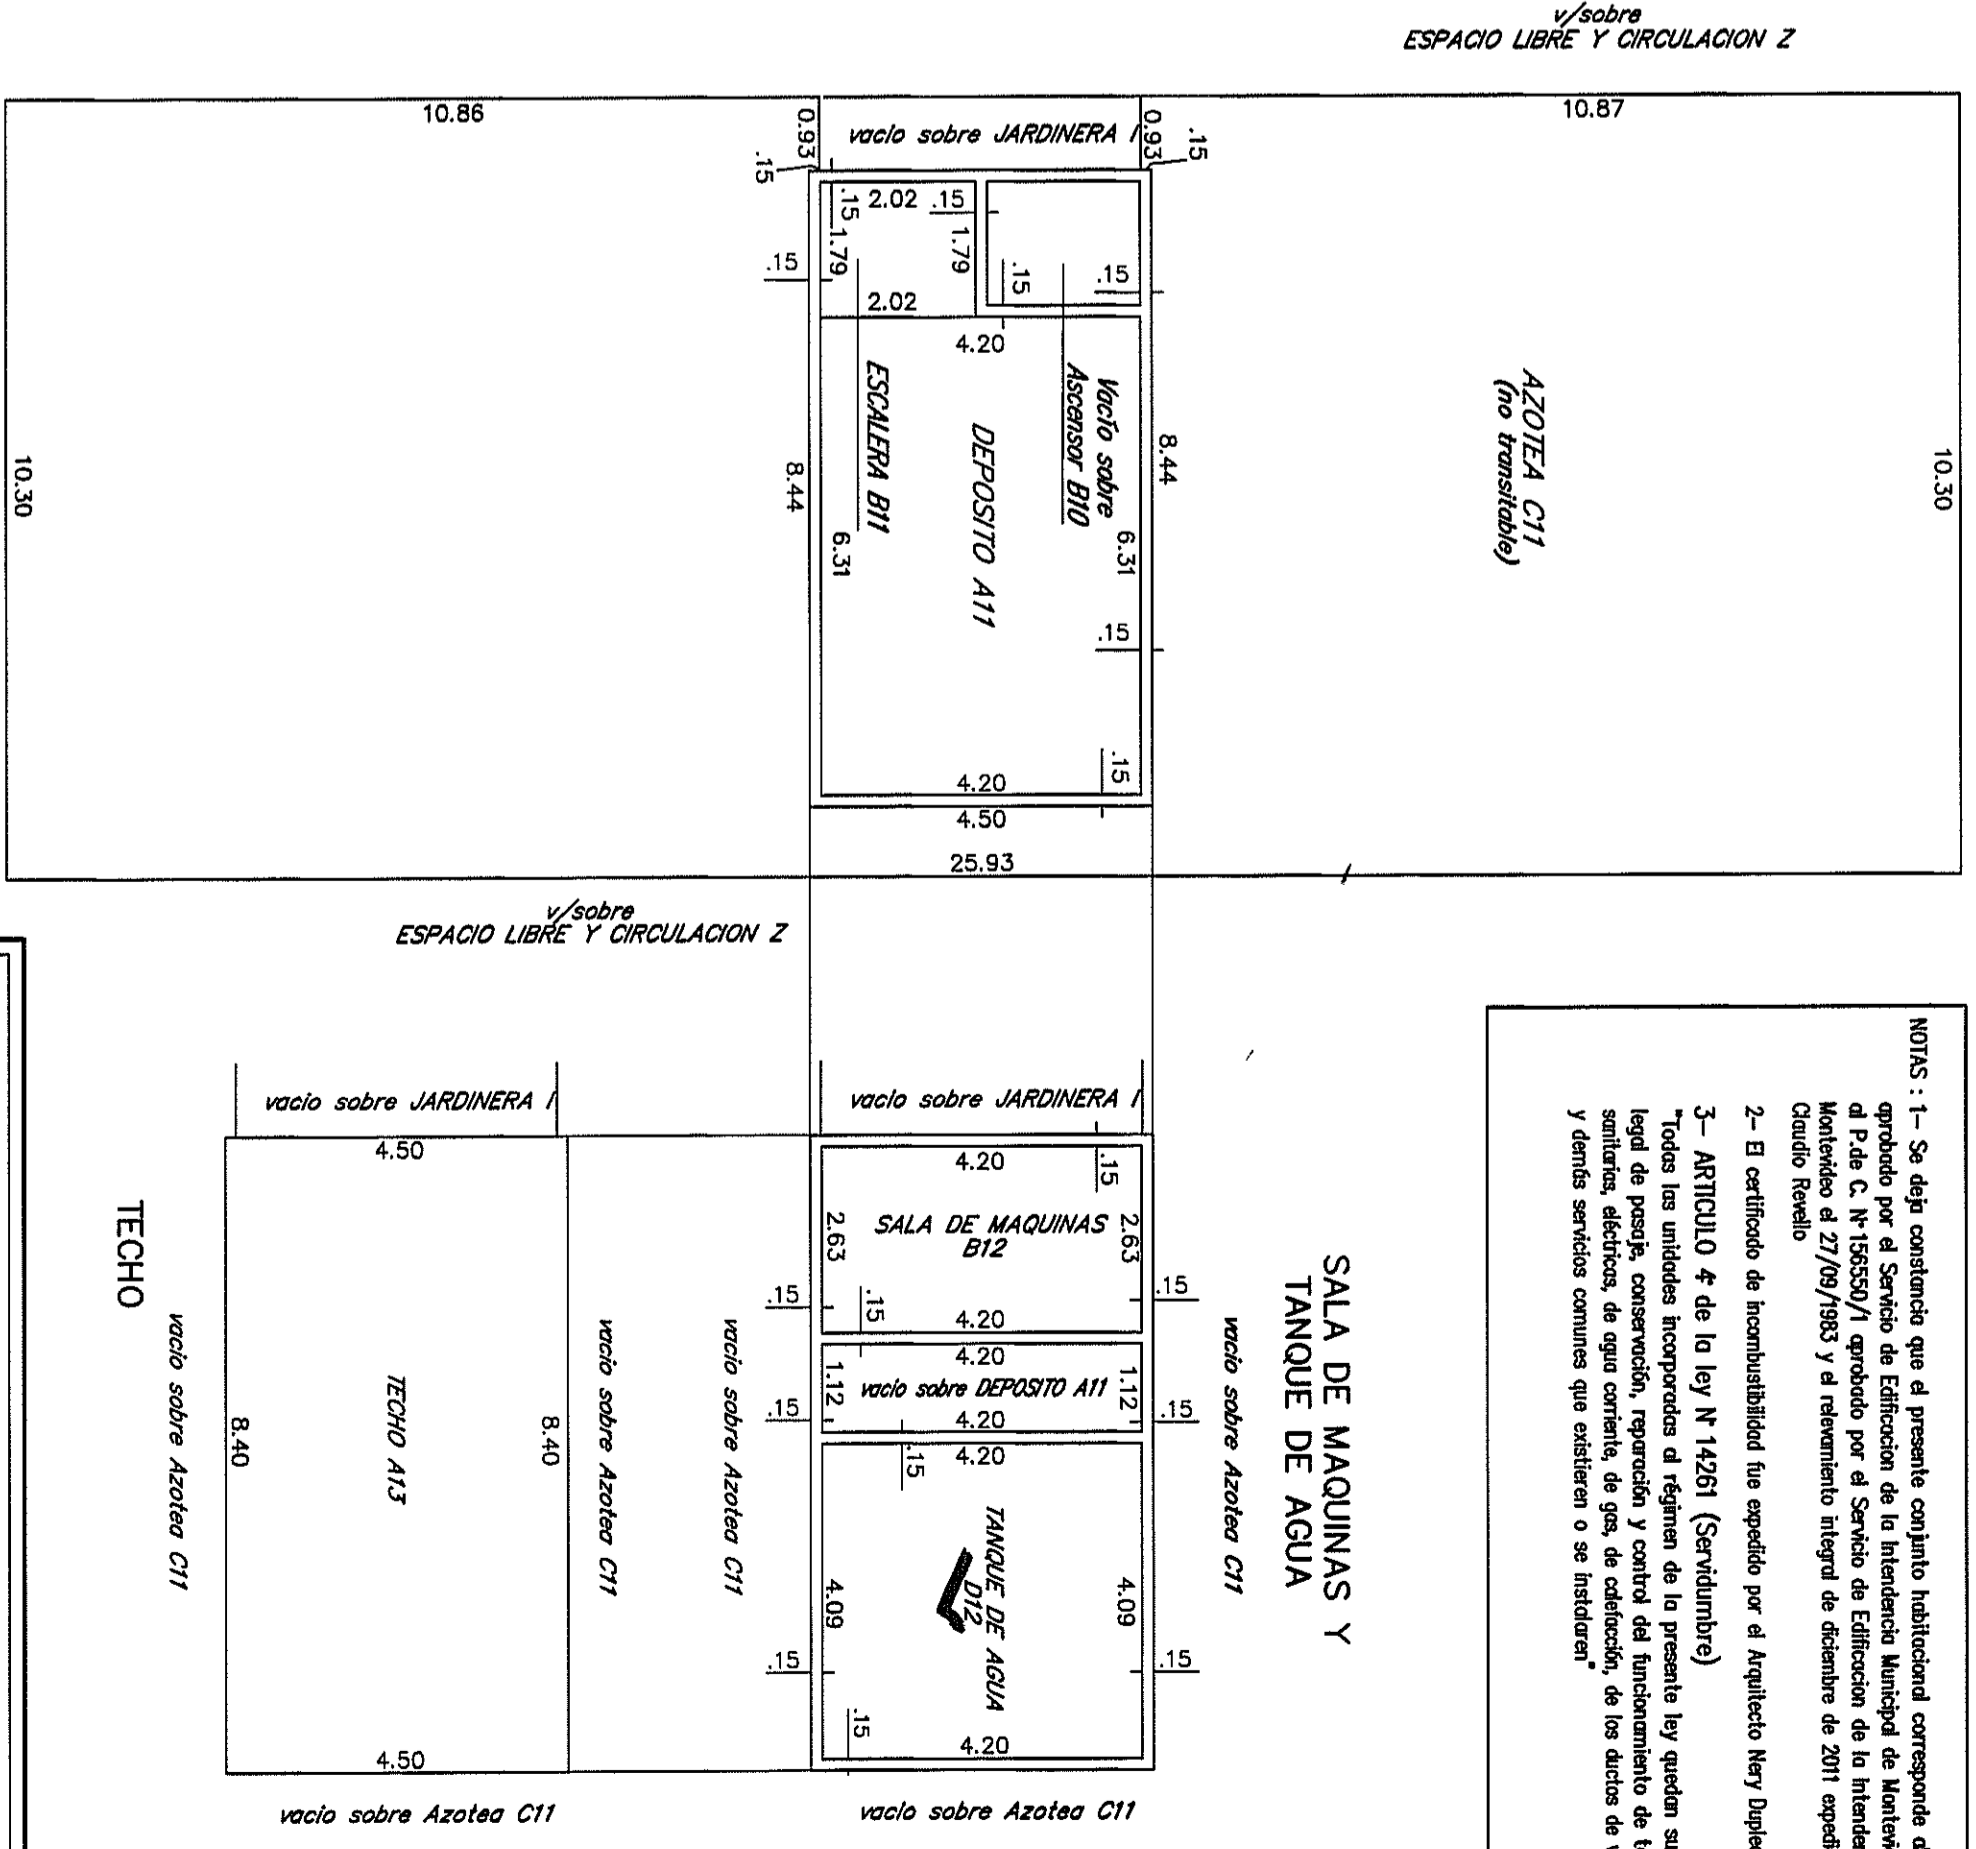 v/sobre
ESPACIO LIBRE Y CIRCULACION Z
10.86
0.93
vacio sobre JARDINERA I
0.93
.15
10.87
.15
.15
2.02
.15
1.79
1.79
.15
.15
.15
2.02
4.20
AZOTEA C11
(no transitable)
10.30
10.30
Vacío sobre
Ascensor B10
ESCALERA B11
DEPOSITO A11
8.44
8.44
6.31
6.31
.15
.15
4.20
4.50
25.93
v/sobre
ESPACIO LIBRE Y CIRCULACION Z
NOTAS : 1- Se deja constancia que el presente conjunto habitacional corresponde
aprobado por el Servicio de Edificacion de la Intendencia Municipal de
al P.de C. Nº156550/1 aprobado por el Servicio de Edificacion de la
Montevideo el 27/09/1983 y el relevamiento integral de diciembre de 2011
Claudio Revello
2- El certificado de incombustibilidad fue expedido por el Arquitecto Nery
3- ARTICULO 4º de la ley Nº 14261 (Servidumbre)
"Todas las unidades incorporadas al régimen de la presente ley quedan
legal de pasaje, conservación, reparación y control del funcionamiento de
sanitarias, eléctricas, de agua corriente, de gas, de calefacción, de los ductos de
y demás servicios comunes que existieren o se instalaren"
SALA DE MAQUINAS Y
TANQUE DE AGUA
vacio sobre JARDINERA I
4.20
.15
SALA DE MAQUINAS
B12
2.63
2.63
.15
.15
.15
4.20
4.20
1.12
vacio sobre DEPOSITO A11
1.12
4.20
.15
.15
4.20
.15
TANQUE DE AGUA
D12
4.09
4.09
.15
.15
.15
4.20
vacio sobre Azotea C11
vacio sobre Azotea C11
vacio sobre Azotea C11
vacio sobre JARDINERA I
4.50
TECHO A13
8.40
8.40
4.50
vacio sobre Azotea C11
vacio sobre Azotea C11
vacio sobre Azotea C11
TECHO